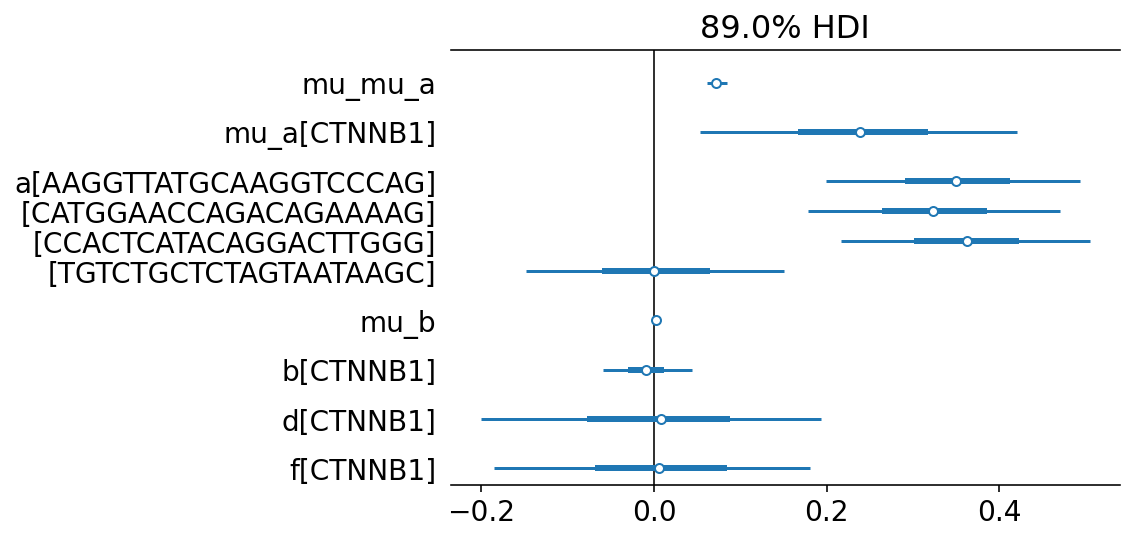 89.0% HDI
mu_mu_a
mu_a[CTNNB1]
a[AAGGTTATGCAAGGTCCCAG]
[CATGGAACCAGACAGAAAAG]
[CCACTCATACAGGACTTGGG]
[TGTCTGCTCTAGTAATAAGC]
mu_b
b[CTNNB1]
d[CTNNB1]
f[CTNNB1]
−0.2 0.0 0.2 0.4